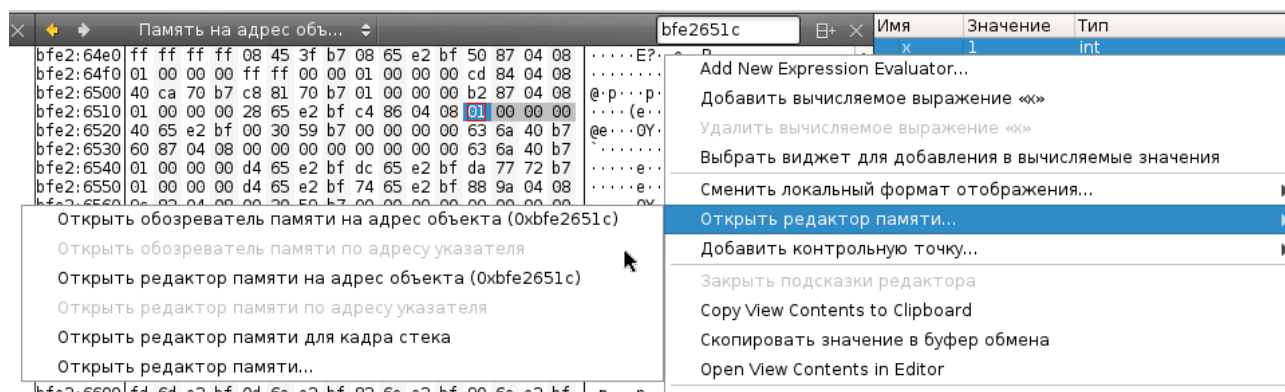 Память на адрес объ... bfe2651c Имя Значение Тип
x 1 int
bfe2:64e0 ff ff ff ff 08 45 3f b7 08 65 e2 bf 50 87 04 08 .....E?.
bfe2:64f0 01 00 00 00 ff ff 00 00 01 00 00 00 cd 84 04 08
bfe2:6500 40 ca 70 b7 c8 81 70 b7 01 00 00 00 b2 87 04 08 @.p...p.
bfe2:6510 01 00 00 00 28 65 e2 bf c4 86 04 08 01 00 00 00 ....(e..
bfe2:6520 40 65 e2 bf 00 30 59 b7 00 00 00 00 63 6a 40 b7 @e...0Y.
bfe2:6530 60 87 04 08 00 00 00 00 00 00 00 00 63 6a 40 b7 `.......
bfe2:6540 01 00 00 00 d4 65 e2 bf dc 65 e2 bf da 77 72 b7 .....e..
bfe2:6550 01 00 00 00 d4 65 e2 bf 74 65 e2 bf 88 9a 04 08 .....e..
Add New Expression Evaluator...
Добавить вычисляемое выражение «x»
Удалить вычисляемое выражение «x»
Выбрать виджет для добавления в вычисляемые значения
Сменить локальный формат отображения...
Открыть редактор памяти...
Добавить контрольную точку...
Закрыть подсказки редактора
Copy View Contents to Clipboard
Скопировать значение в буфер обмена
Open View Contents in Editor
Открыть обозреватель памяти на адрес объекта (0xbfe2651c)
Открыть обозреватель памяти по адресу указателя
Открыть редактор памяти на адрес объекта (0xbfe2651c)
Открыть редактор памяти по адресу указателя
Открыть редактор памяти для кадра стека
Открыть редактор памяти...